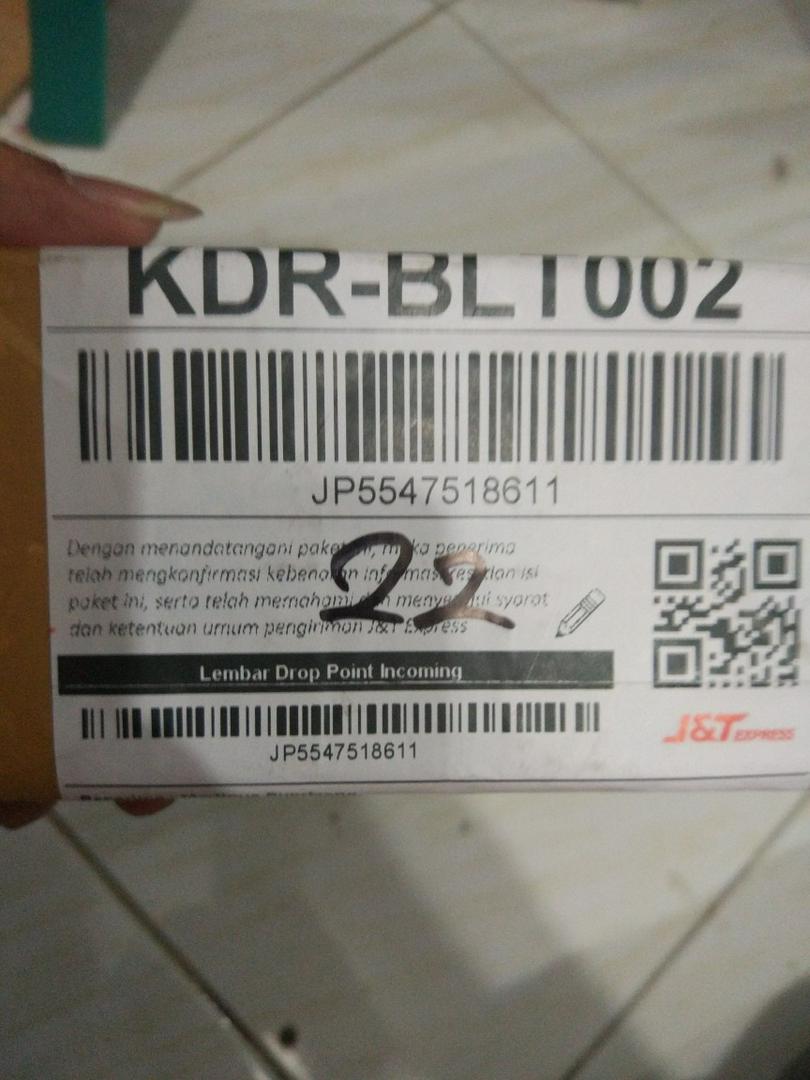 KDR-BLT002
JP5547518611
Dengan menandatangani paket ini, maka penerima
telah mengkonfirmasi kebenaran informasi resi dan isi
paket ini, serta telah memahami dan menyetujui syarat
dan ketentuan umum pengiriman J&T Express
22
Lembar Drop Point Incoming
JP5547518611
J&T EXPRESS